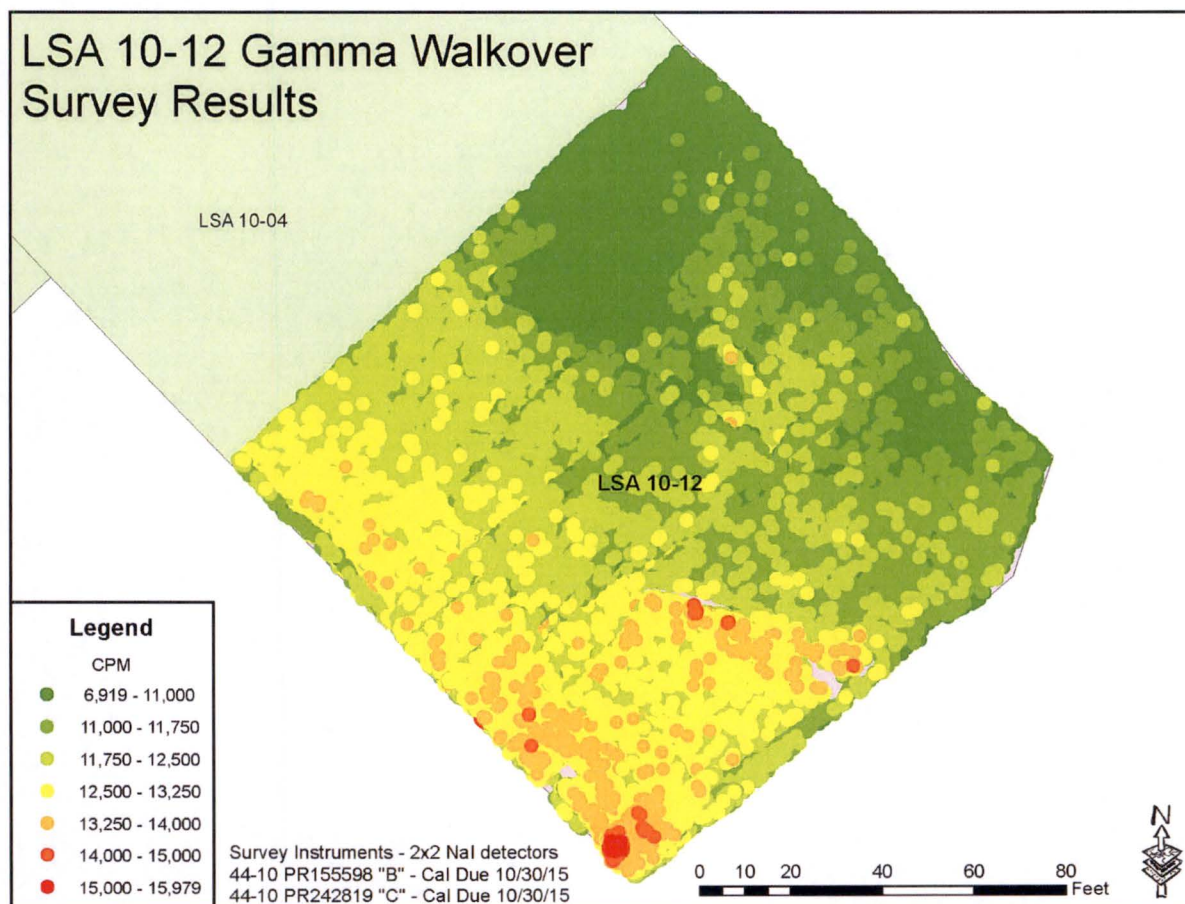 LSA 10-12 Gamma Walkover
Survey Results
LSA 10-04
LSA 10-12
Legend
CPM
6,919 - 11,000
11,000 - 11,750
11,750 - 12,500
12,500 - 13,250
13,250 - 14,000
14,000 - 15,000
15,000 - 15,979
Survey Instruments - 2x2 NaI detectors
44-10 PR155598 "B" - Cal Due 10/30/15
44-10 PR242819 "C" - Cal Due 10/30/15
0 10 20 40 60 80
Feet
N